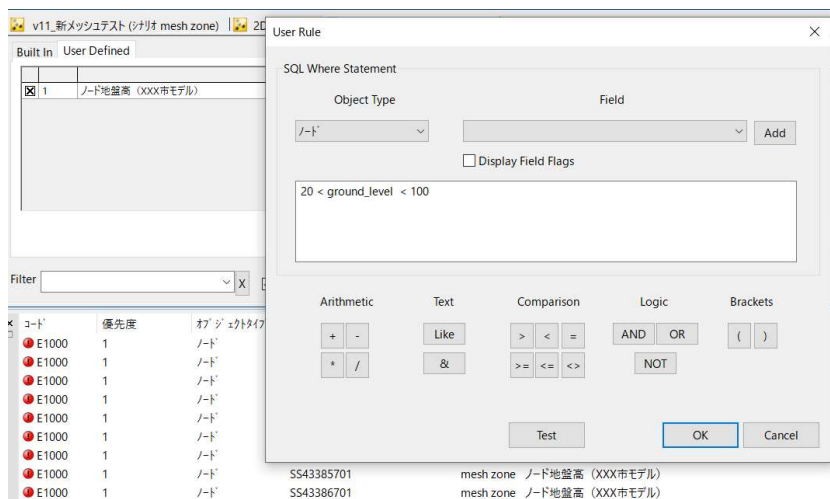 v11_新メッシュテスト (シナリオ mesh zone)
2D
Built In
User Defined
1 ノード地盤高（XXX市モデル）
Filter
X
コード 優先度 オブジェクトタイプ
E1000 1 ノード
E1000 1 ノード
E1000 1 ノード
E1000 1 ノード
E1000 1 ノード
E1000 1 ノード
E1000 1 ノード
E1000 1 ノード SS43385701 mesh zone ノード地盤高（XXX市モデル）
E1000 1 ノード SS43386701 mesh zone ノード地盤高（XXX市モデル）
User Rule
SQL Where Statement
Object Type
Field
ノード
Add
Display Field Flags
20 < ground_level < 100
Arithmetic Text Comparison Logic Brackets
+ - Like > < = AND OR ( )
* / & >= <= <> NOT
Test OK Cancel